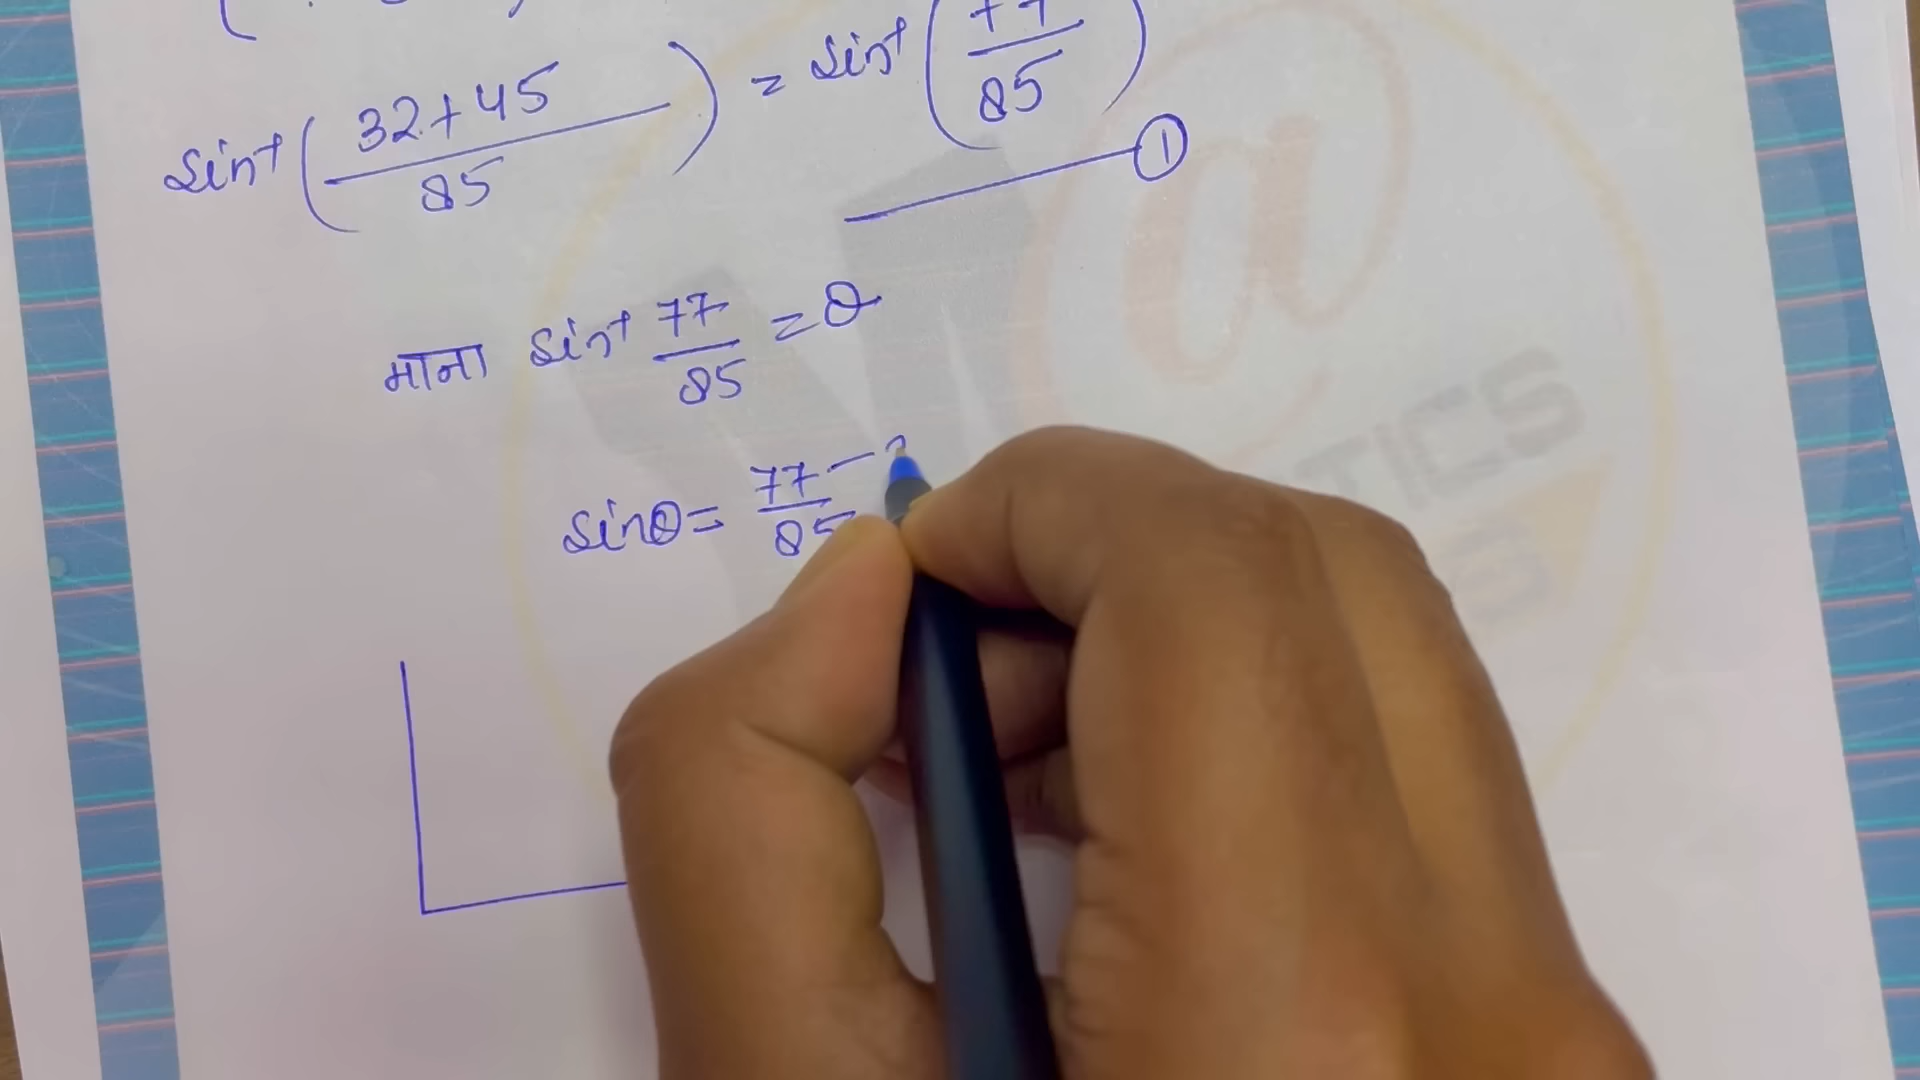 sin⁻¹(32+45/85) = sin⁻¹(77/85) ①
माना sin⁻¹ 77/85 = θ
sinθ = 77/85